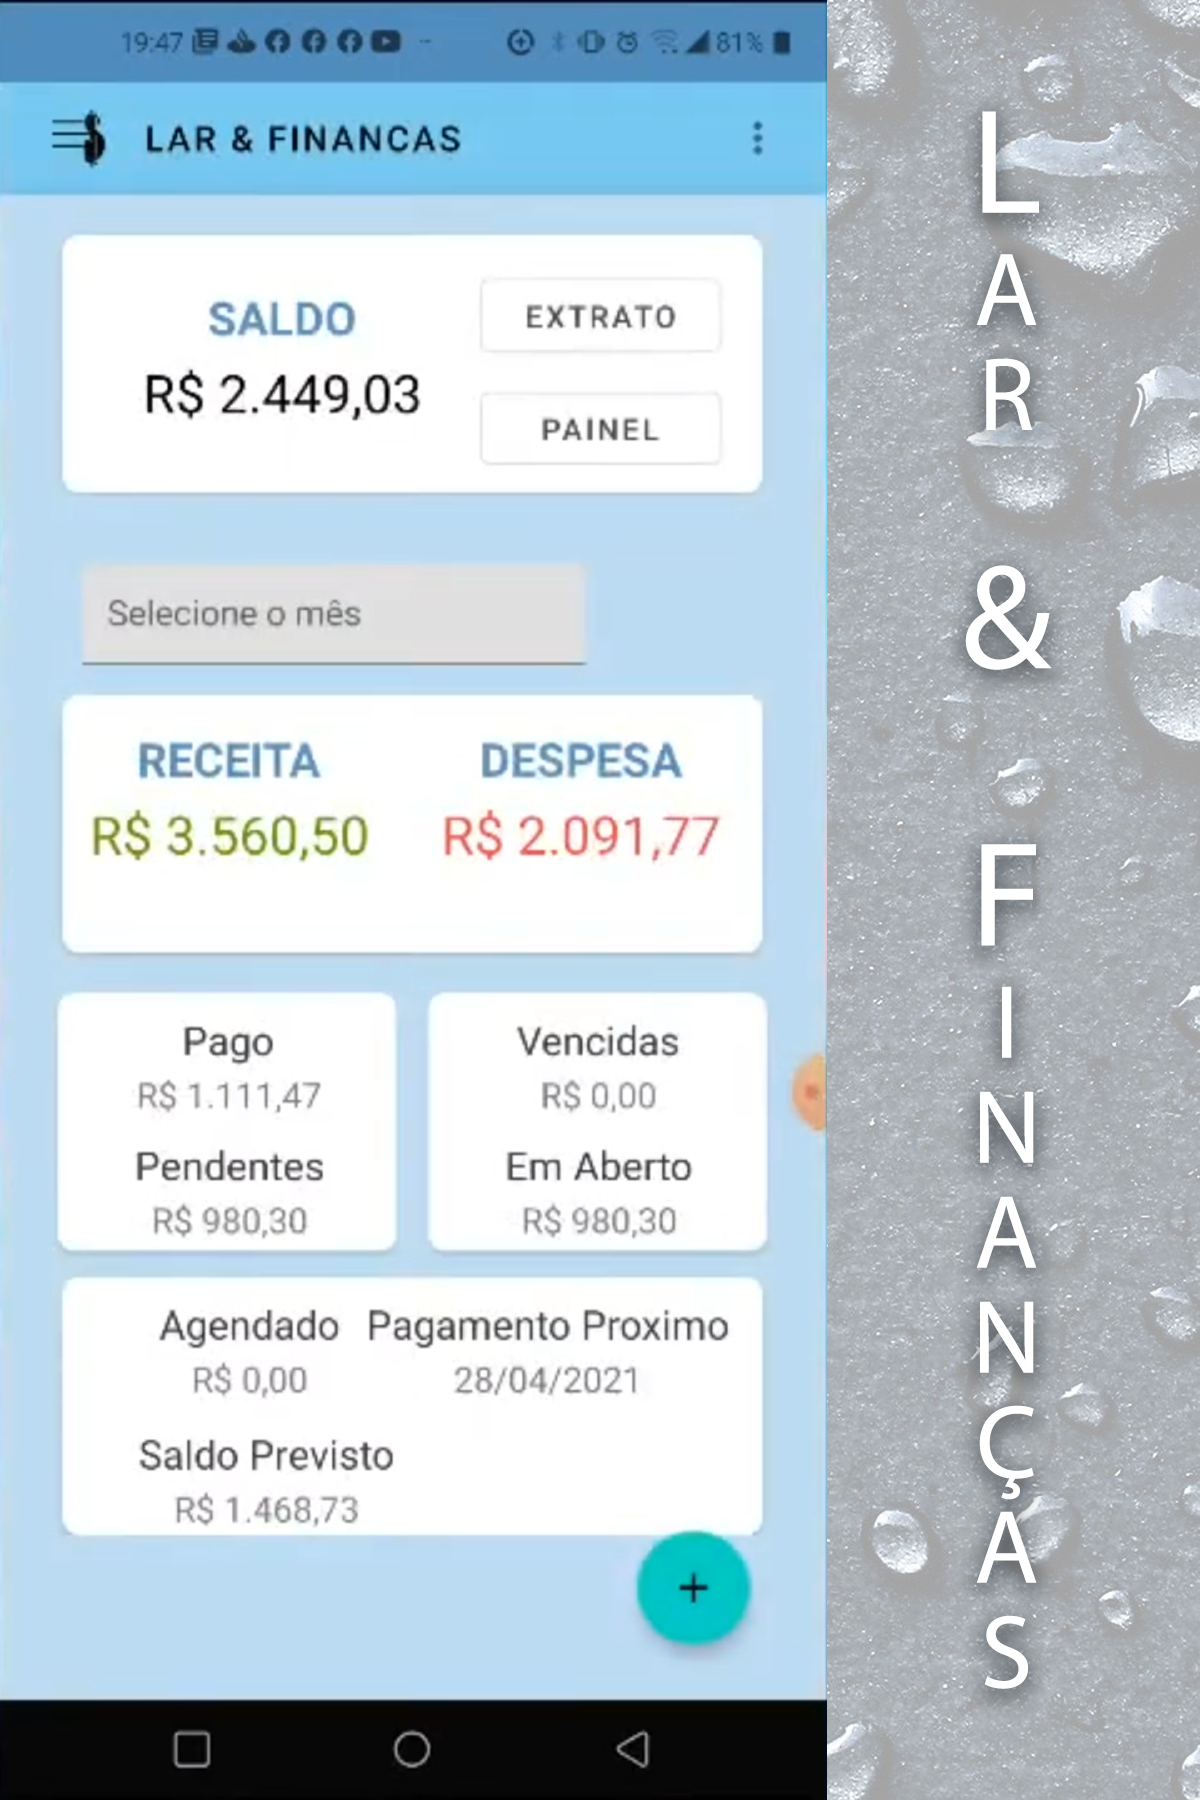 19:47
81%
LAR & FINANCAS
SALDO
R$ 2.449,03
EXTRATO
PAINEL
Selecione o mês
RECEITA DESPESA
R$ 3.560,50 R$ 2.091,77
Pago
R$ 1.111,47
Pendentes
R$ 980,30
Vencidas
R$ 0,00
Em Aberto
R$ 980,30
Agendado Pagamento Proximo
R$ 0,00 28/04/2021
Saldo Previsto
R$ 1.468,73
+
LAR & FINANÇAS